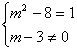 m² − 8 = 1
m − 3 ≠ 0